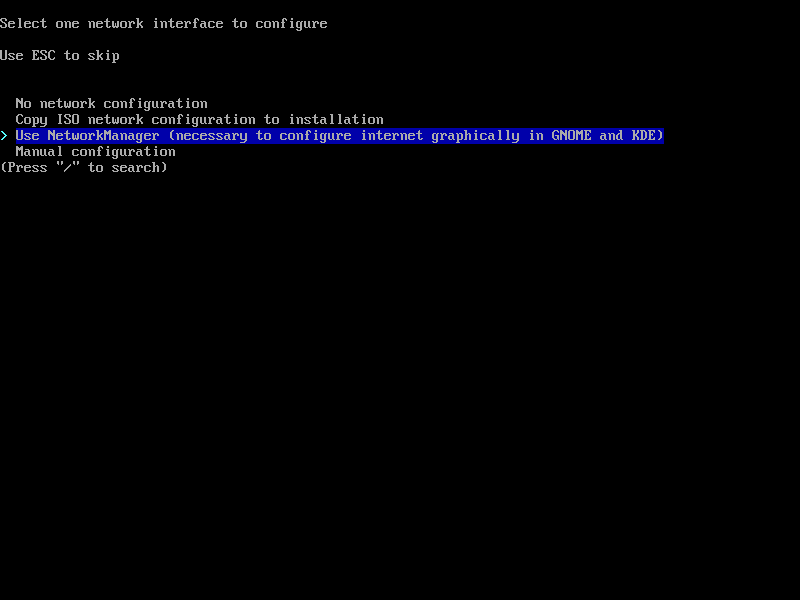 Select one network interface to configure
Use ESC to skip
No network configuration
Copy ISO network configuration to installation
> Use NetworkManager (necessary to configure internet graphically in GNOME and KDE)
Manual configuration
(Press "/" to search)